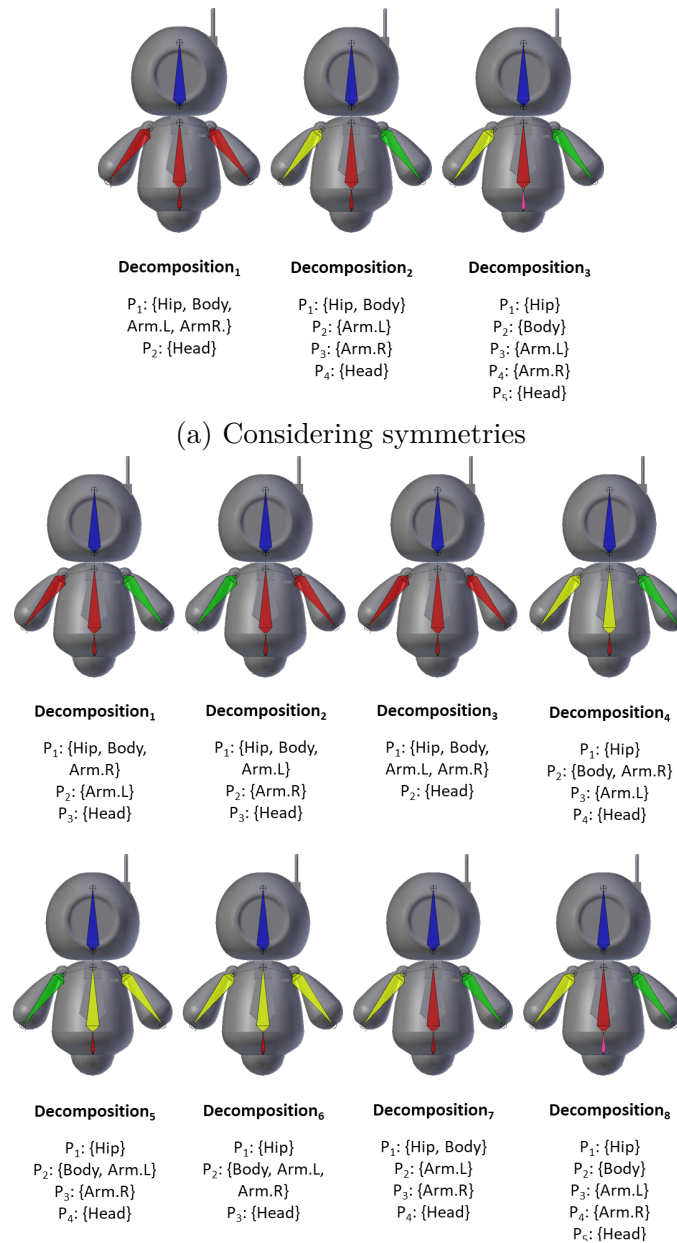 Decomposition₁
Decomposition₂
Decomposition₃
P₁: {Hip, Body,
Arm.L, ArmR.}
P₂: {Head}
P₁: {Hip, Body}
P₂: {Arm.L}
P₃: {Arm.R}
P₄: {Head}
P₁: {Hip}
P₂: {Body}
P₃: {Arm.L}
P₄: {Arm.R}
P₅: {Head}
(a) Considering symmetries
Decomposition₁
Decomposition₂
Decomposition₃
Decomposition₄
P₁: {Hip, Body,
Arm.R}
P₂: {Arm.L}
P₃: {Head}
P₁: {Hip, Body,
Arm.L}
P₂: {Arm.R}
P₃: {Head}
P₁: {Hip, Body,
Arm.L, Arm.R}
P₂: {Head}
P₁: {Hip}
P₂: {Body, Arm.R}
P₃: {Arm.L}
P₄: {Head}
Decomposition₅
Decomposition₆
Decomposition₇
Decomposition₈
P₁: {Hip}
P₂: {Body, Arm.L}
P₃: {Arm.R}
P₄: {Head}
P₁: {Hip}
P₂: {Body, Arm.L,
Arm.R}
P₃: {Head}
P₁: {Hip, Body}
P₂: {Arm.L}
P₃: {Arm.R}
P₄: {Head}
P₁: {Hip}
P₂: {Body}
P₃: {Arm.L}
P₄: {Arm.R}
P₅: {Head}